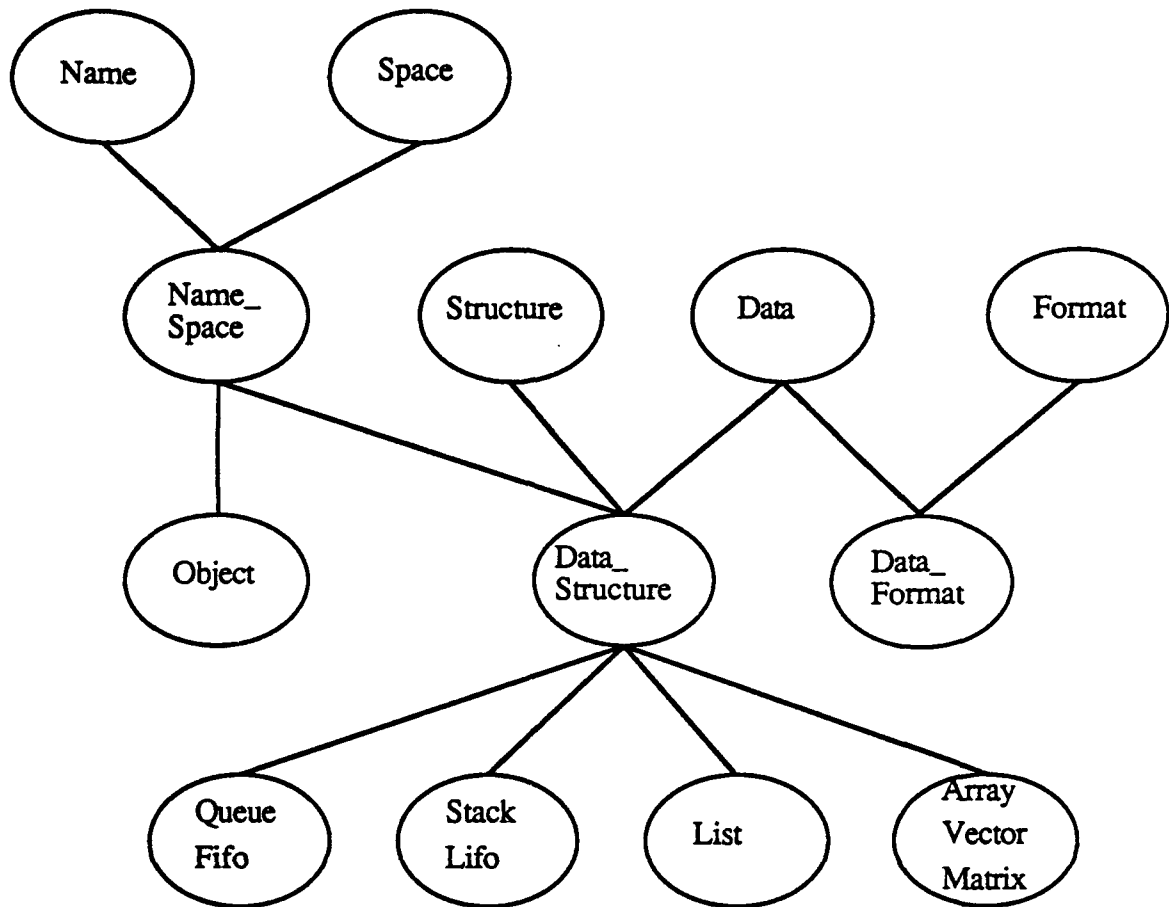 Name
Space
Name_
Space
Structure
Data
Format
Object
Data_
Structure
Data_
Format
Queue
Fifo
Stack
Lifo
List
Array
Vector
Matrix